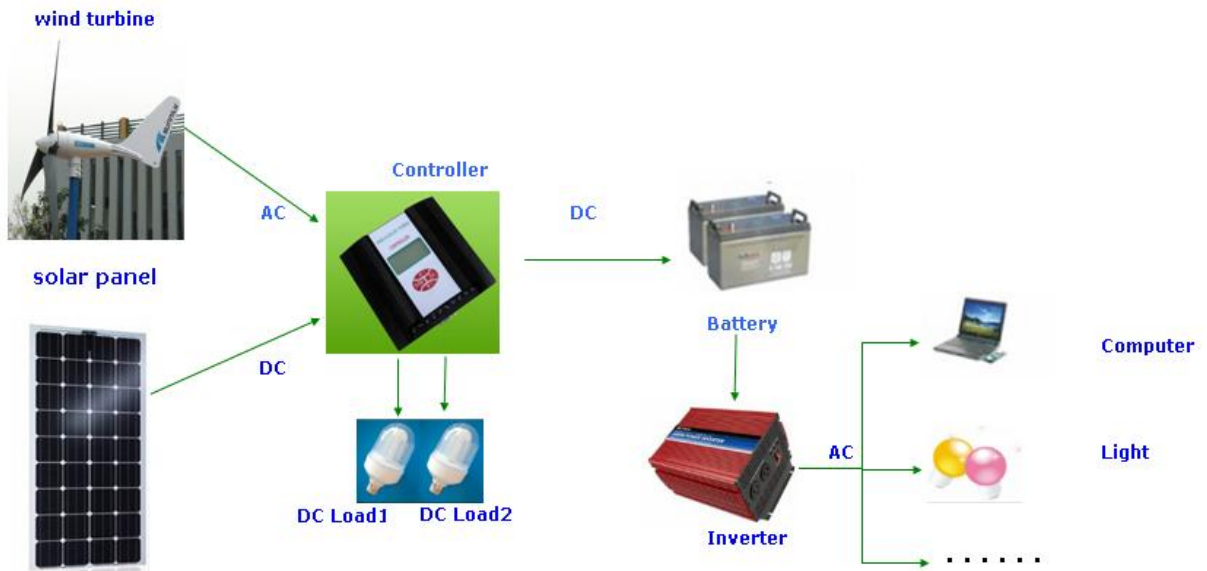 wind turbine
Controller
AC
DC
solar panel
Battery
DC
Computer
AC
Light
DC Load1
DC Load2
Inverter
......